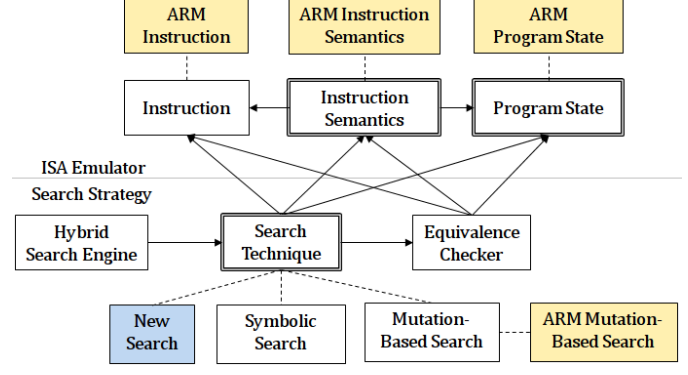 ARM
Instruction
ARM Instruction
Semantics
ARM
Program State
Instruction
Instruction
Semantics
Program State
ISA Emulator
Search Strategy
Hybrid
Search Engine
Search
Technique
Equivalence
Checker
New
Search
Symbolic
Search
Mutation-
Based Search
ARM Mutation-
Based Search